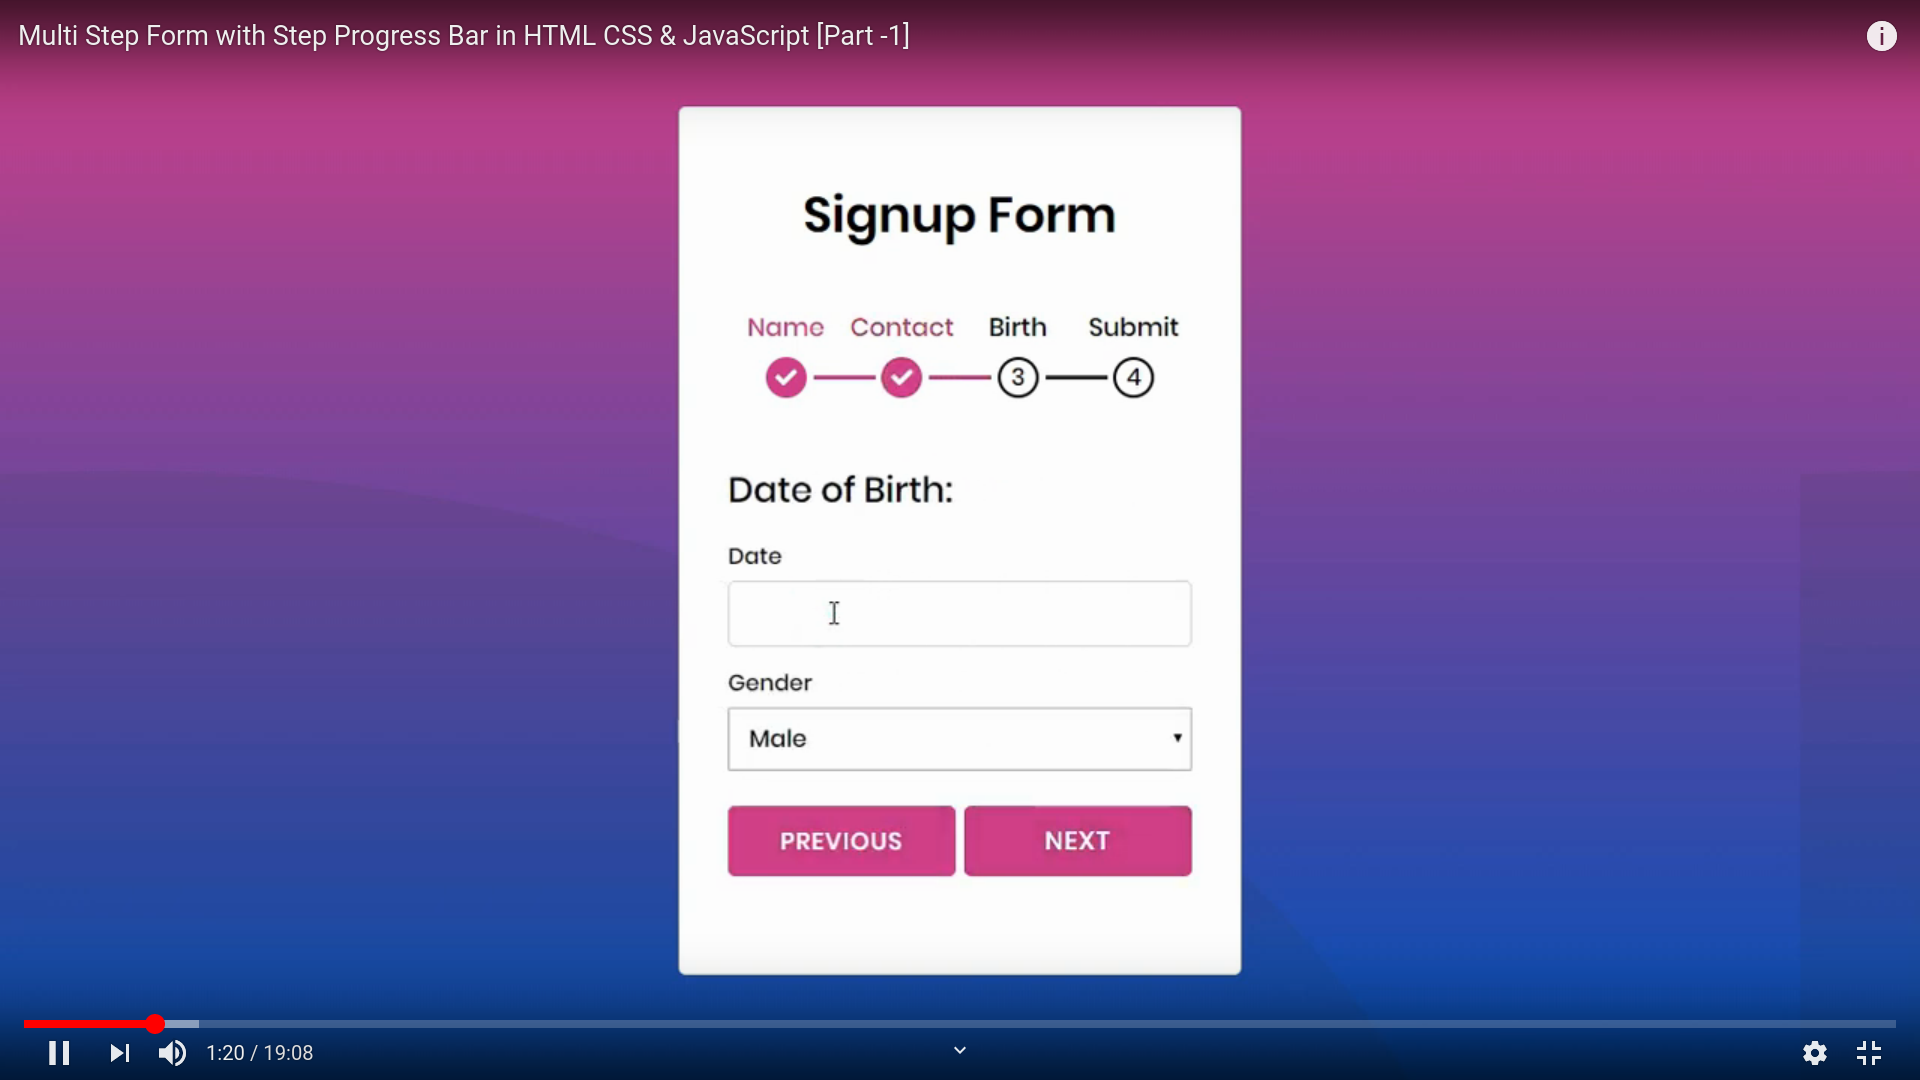 Multi Step Form with Step Progress Bar in HTML CSS & JavaScript [Part -1]
Signup Form
Name Contact Birth Submit
3 4
Date of Birth:
Date
Gender
Male
PREVIOUS NEXT
1:20 / 19:08